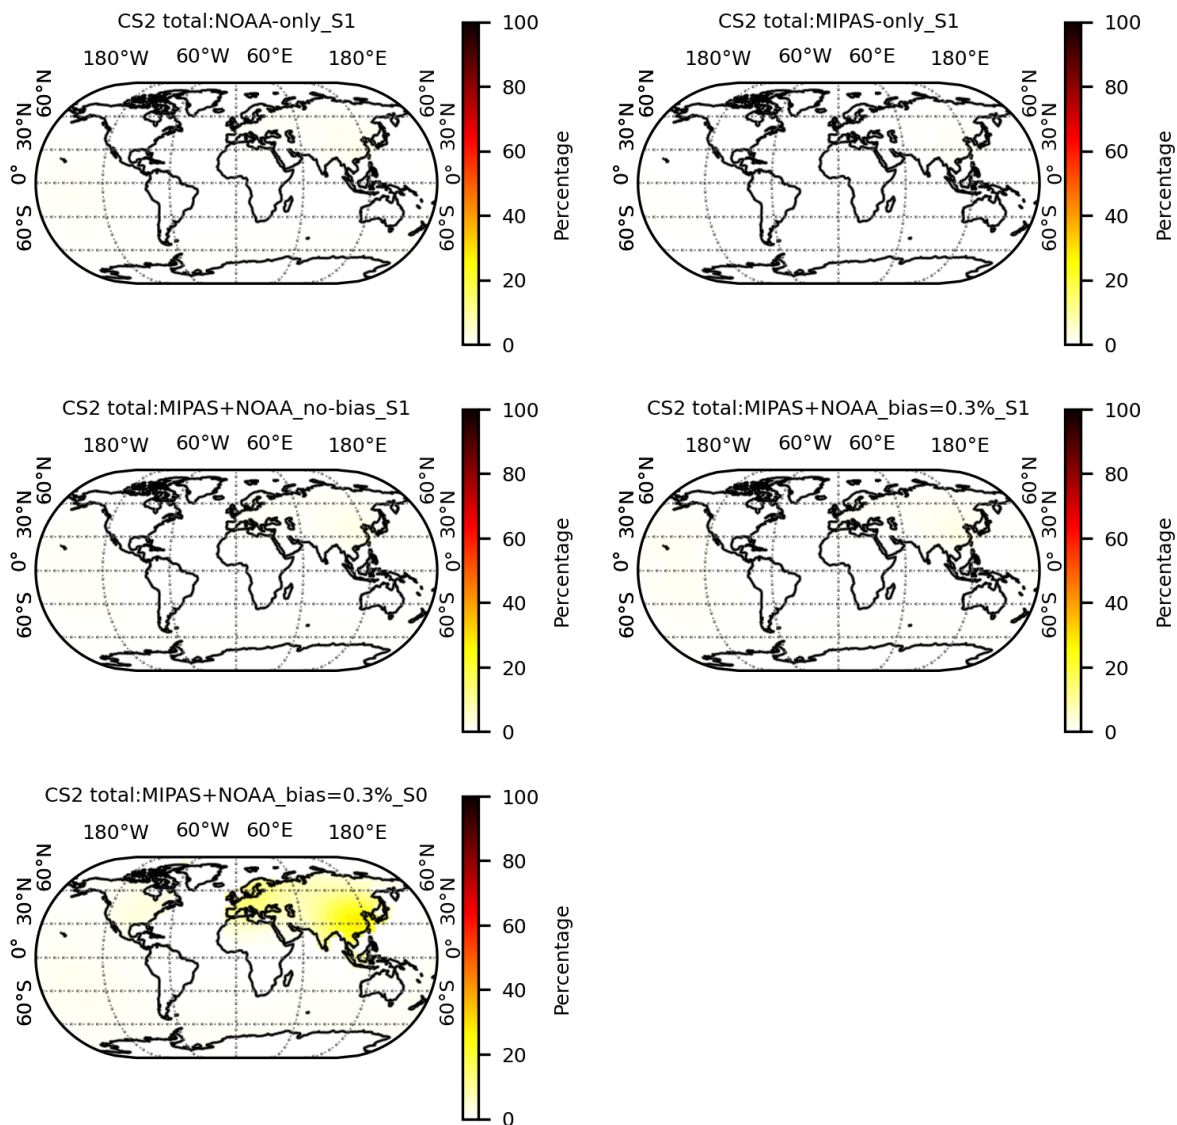 CS2 total:NOAA-only_S1
180°W 60°W 60°E 180°E
60°N
30°N
0°
60°S
60°N
30°N
0°
60°S
100
80
60
40
20
0
Percentage
CS2 total:MIPAS-only_S1
180°W 60°W 60°E 180°E
60°N
30°N
0°
60°S
60°N
30°N
0°
60°S
100
80
60
40
20
0
Percentage
CS2 total:MIPAS+NOAA_no-bias_S1
180°W 60°W 60°E 180°E
60°N
30°N
0°
60°S
60°N
30°N
0°
60°S
100
80
60
40
20
0
Percentage
CS2 total:MIPAS+NOAA_bias=0.3%_S1
180°W 60°W 60°E 180°E
60°N
30°N
0°
60°S
60°N
30°N
0°
60°S
100
80
60
40
20
0
Percentage
CS2 total:MIPAS+NOAA_bias=0.3%_S0
180°W 60°W 60°E 180°E
60°N
30°N
0°
60°S
60°N
30°N
0°
60°S
100
80
60
40
20
0
Percentage